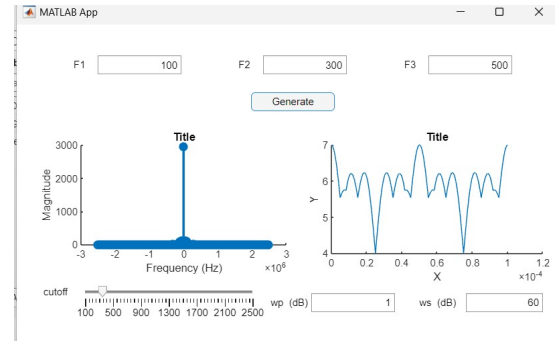 MATLAB App
F1 100 F2 300 F3 500
Generate
Title
3000
2000
1000
0
Magnitude
-3 -2 -1 0 1 2 3
Frequency (Hz) ×10^6
Title
7
6
5
4
Y
0 0.2 0.4 0.6 0.8 1 1.2
X ×10^-4
cutoff
100 500 900 1300 1700 2100 2500
wp (dB) 1 ws (dB) 60